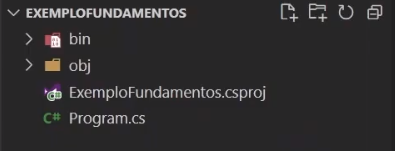 EXEMPLOFUNDAMENTOS
bin
obj
ExemploFundamentos.csproj
C# Program.cs